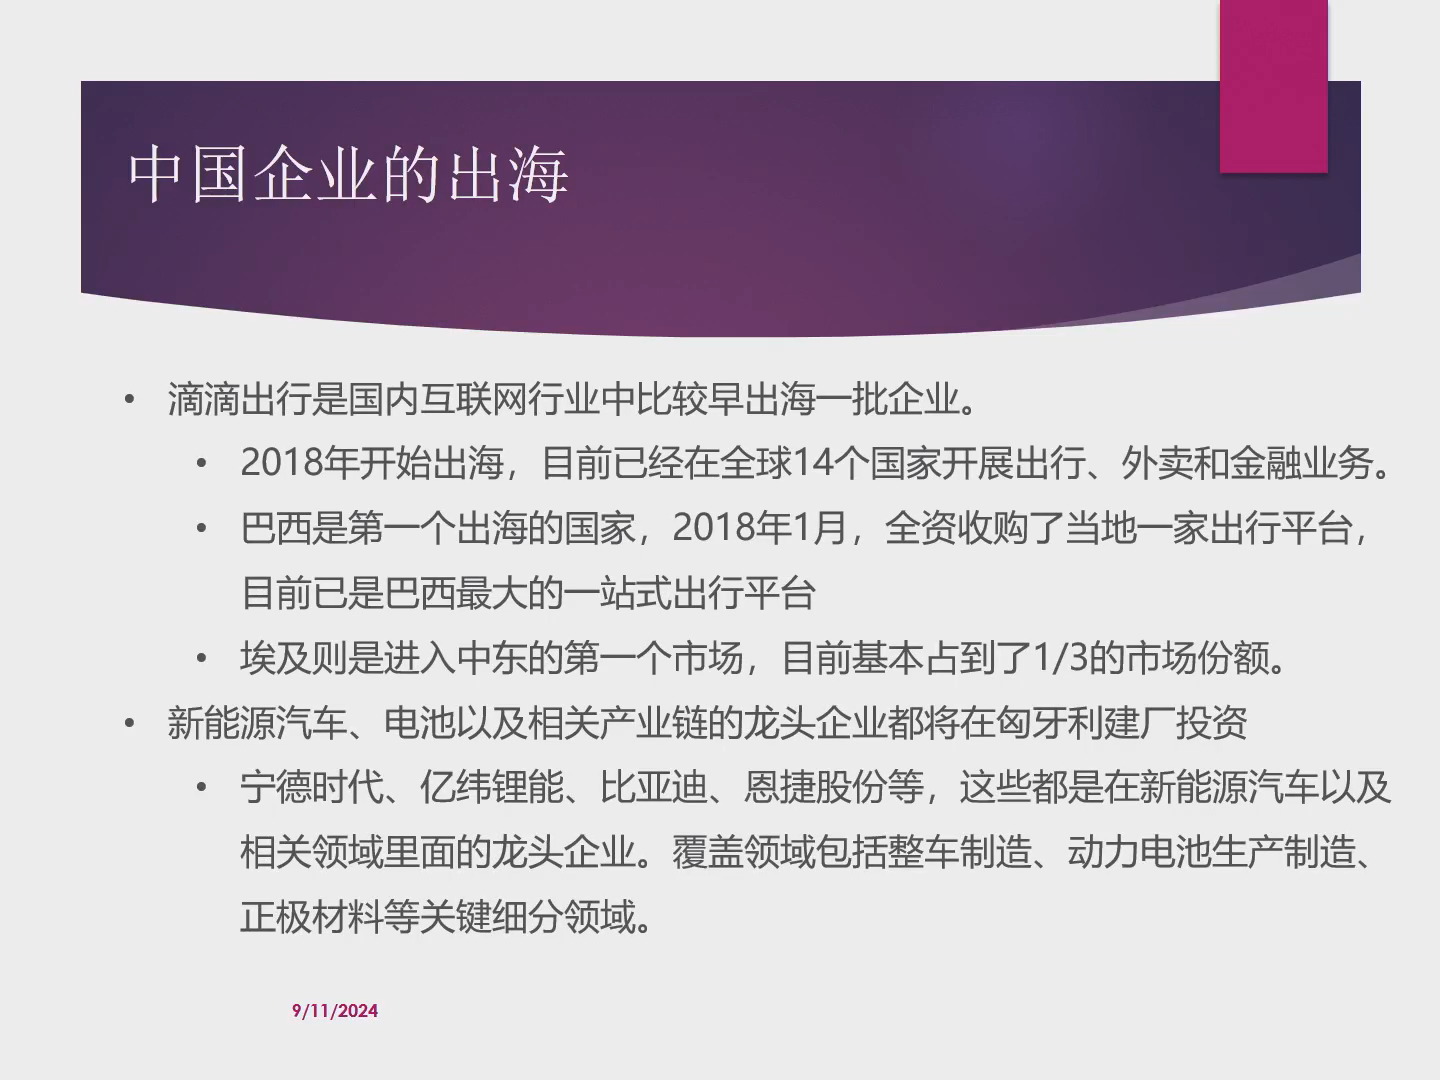 中国企业的出海
• 滴滴出行是国内互联网行业中比较早出海一批企业。
• 2018年开始出海，目前已经在全球14个国家开展出行、外卖和金融业务。
• 巴西是第一个出海的国家，2018年1月，全资收购了当地一家出行平台，
目前已是巴西最大的一站式出行平台
• 埃及则是进入中东的第一个市场，目前基本占到了1/3的市场份额。
• 新能源汽车、电池以及相关产业链的龙头企业都将在匈牙利建厂投资
• 宁德时代、亿纬锂能、比亚迪、恩捷股份等，这些都是在新能源汽车以及
相关领域里面的龙头企业。覆盖领域包括整车制造、动力电池生产制造、
正极材料等关键细分领域。
9/11/2024